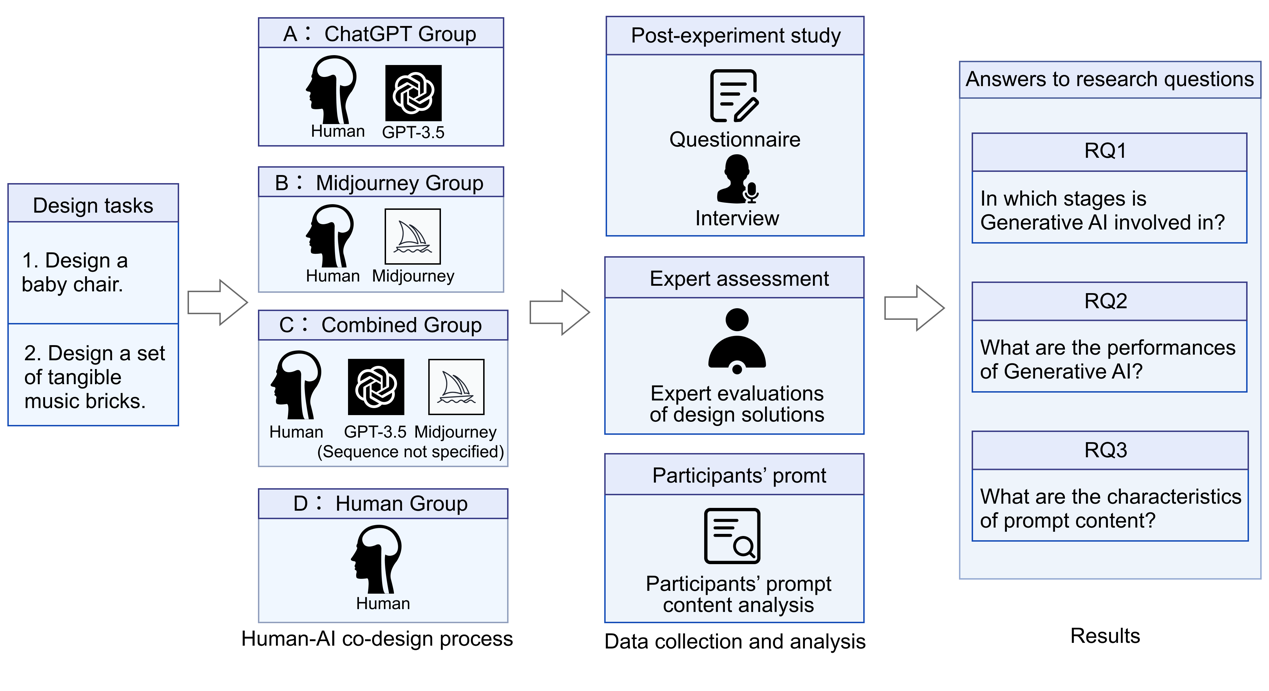 Design tasks
1. Design a
baby chair.
2. Design a set
of tangible
music bricks.
A： ChatGPT Group
Human
GPT-3.5
B： Midjourney Group
Human
Midjourney
C： Combined Group
Human
GPT-3.5
Midjourney
(Sequence not specified)
D： Human Group
Human
Human-AI co-design process
Post-experiment study
Questionnaire
Interview
Expert assessment
Expert evaluations
of design solutions
Participants’ promt
Participants’ prompt
content analysis
Data collection and analysis
Answers to research questions
RQ1
In which stages is
Generative AI involved in?
RQ2
What are the performances
of Generative AI?
RQ3
What are the characteristics
of prompt content?
Results